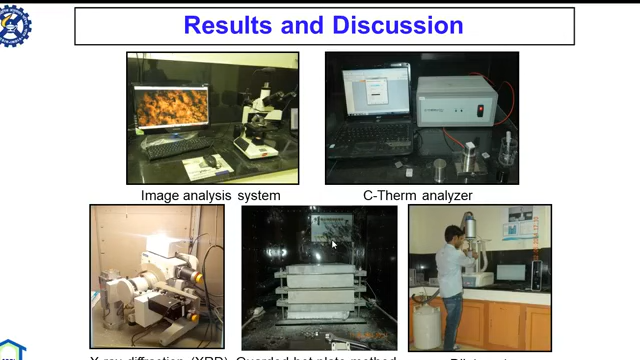 Results and Discussion
Image analysis system
C-Therm analyzer
X-ray diffraction (XRD)
Guarded hot plate method